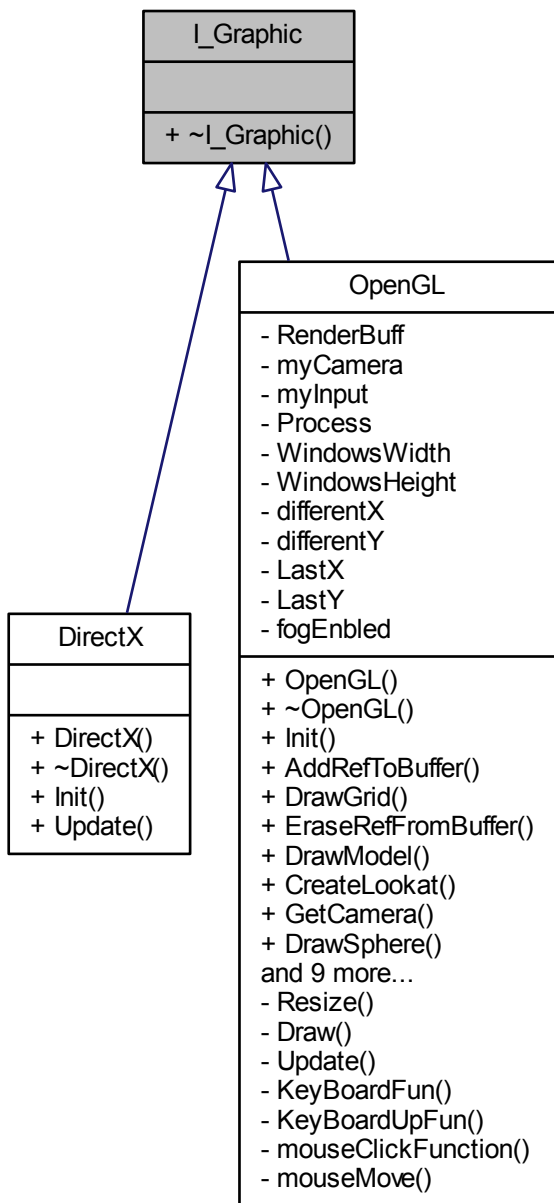 I_Graphic
+ ~I_Graphic()
OpenGL
- RenderBuff
- myCamera
- myInput
- Process
- WindowsWidth
- WindowsHeight
- differentX
- differentY
- LastX
- LastY
- fogEnbled
+ OpenGL()
+ ~OpenGL()
+ Init()
+ AddRefToBuffer()
+ DrawGrid()
+ EraseRefFromBuffer()
+ DrawModel()
+ CreateLookat()
+ GetCamera()
+ DrawSphere()
and 9 more...
- Resize()
- Draw()
- Update()
- KeyBoardFun()
- KeyBoardUpFun()
- mouseClickFunction()
- mouseMove()
DirectX
+ DirectX()
+ ~DirectX()
+ Init()
+ Update()